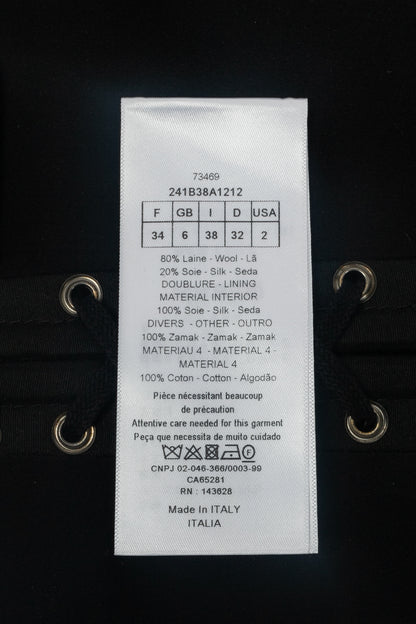 73469
241B38A1212
F GB I D USA
34 6 38 32 2
80% Laine - Wool - Lã
20% Soie - Silk - Seda
DOUBLURE - LINING
MATERIAL INTERIOR
100% Soie - Silk - Seda
DIVERS - OTHER - OUTRO
100% Zamak - Zamak - Zamak
MATERIAU 4 - MATERIAL 4 -
MATERIAL 4
100% Coton - Cotton - Algodão
Pièce nécessitant beaucoup
de précaution
Attentive care needed for this garment
Peça que necessita de muito cuidado
CNPJ 02-046-366/0003-99
CA65281
RN : 143628
Made In ITALY
ITALIA